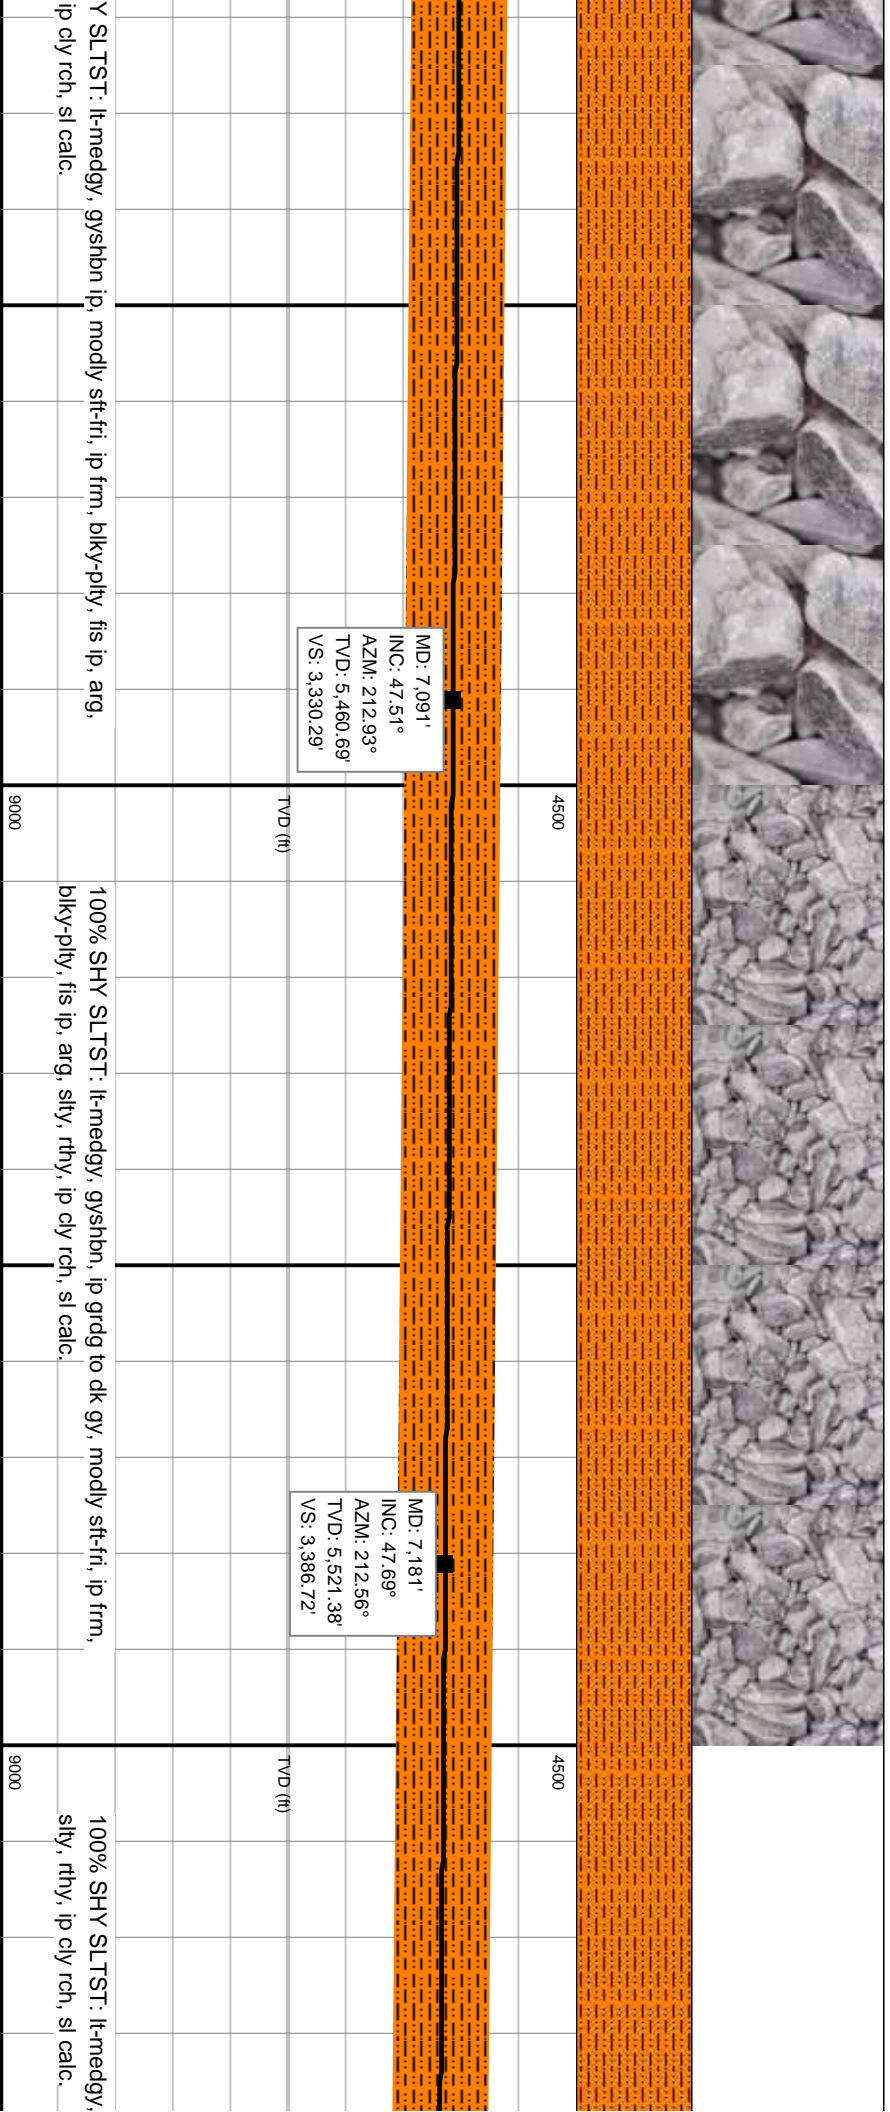 Y SLTST: lt-medgy, gyshbn ip, modly sft-fri, ip frm, blky-plty, fis ip, arg,
ip cly rch, sl calc.
MD: 7,091'
INC: 47.51°
AZM: 212.93°
TVD: 5,460.69'
VS: 3,330.29'
4500
TVD (ft)
9000
100% SHY SLTST: lt-medgy, gyshbn, ip grdg to dk gy, modly sft-fri, ip frm,
blky-plty, fis ip, arg, slty, rthy, ip cly rch, sl calc.
MD: 7,181'
INC: 47.69°
AZM: 212.56°
TVD: 5,521.38'
VS: 3,386.72'
4500
TVD (ft)
9000
100% SHY SLTST: lt-medgy,
slty, rthy, ip cly rch, sl calc.